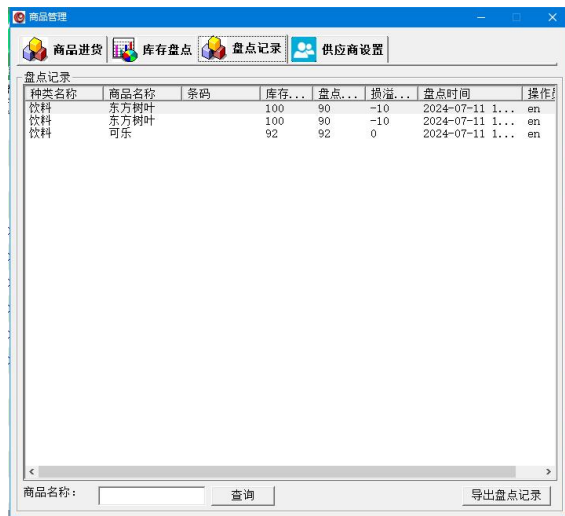 商品管理
商品进货 库存盘点 盘点记录 供应商设置
盘点记录
种类名称 商品名称 条码 库存... 盘点... 损溢... 盘点时间 操作员
饮料 东方树叶 100 90 -10 2024-07-11 1... en
饮料 东方树叶 100 90 -10 2024-07-11 1... en
饮料 可乐 92 92 0 2024-07-11 1... en
商品名称： 查询 导出盘点记录